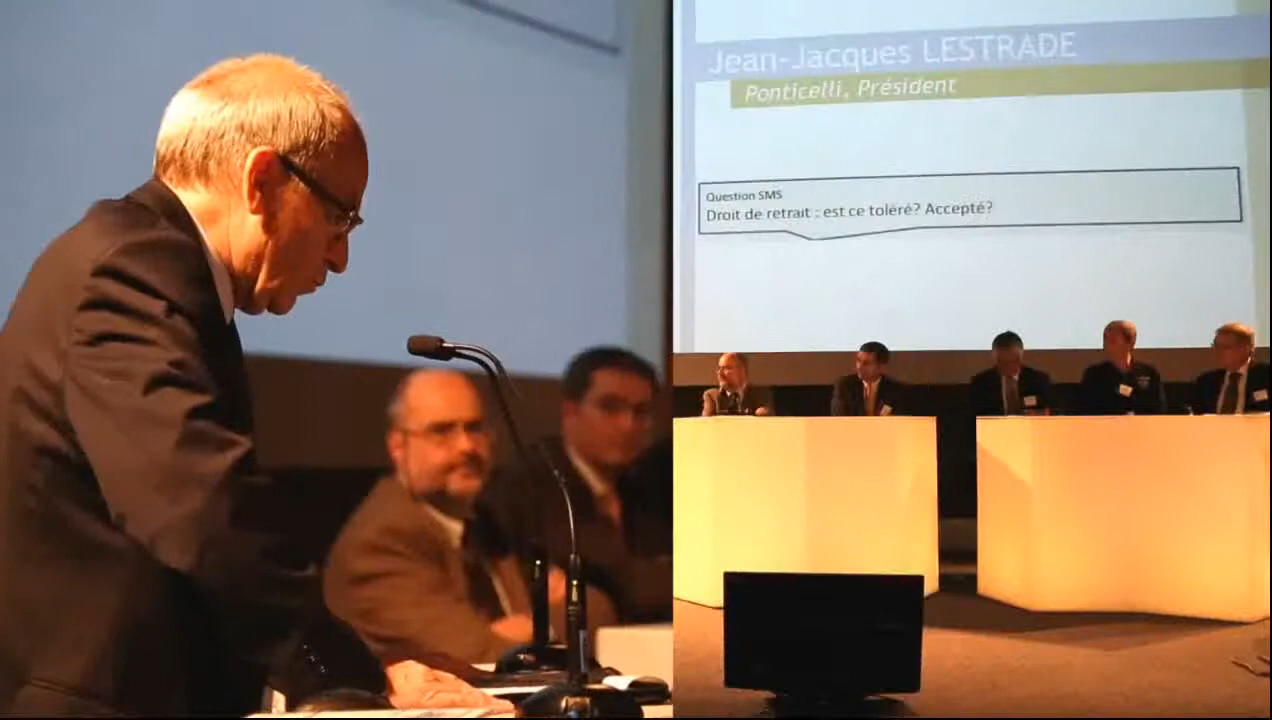 Jean-Jacques LESTRADE
Ponticelli, Président
Question SMS
Droit de retrait : est ce toléré? Accepté?